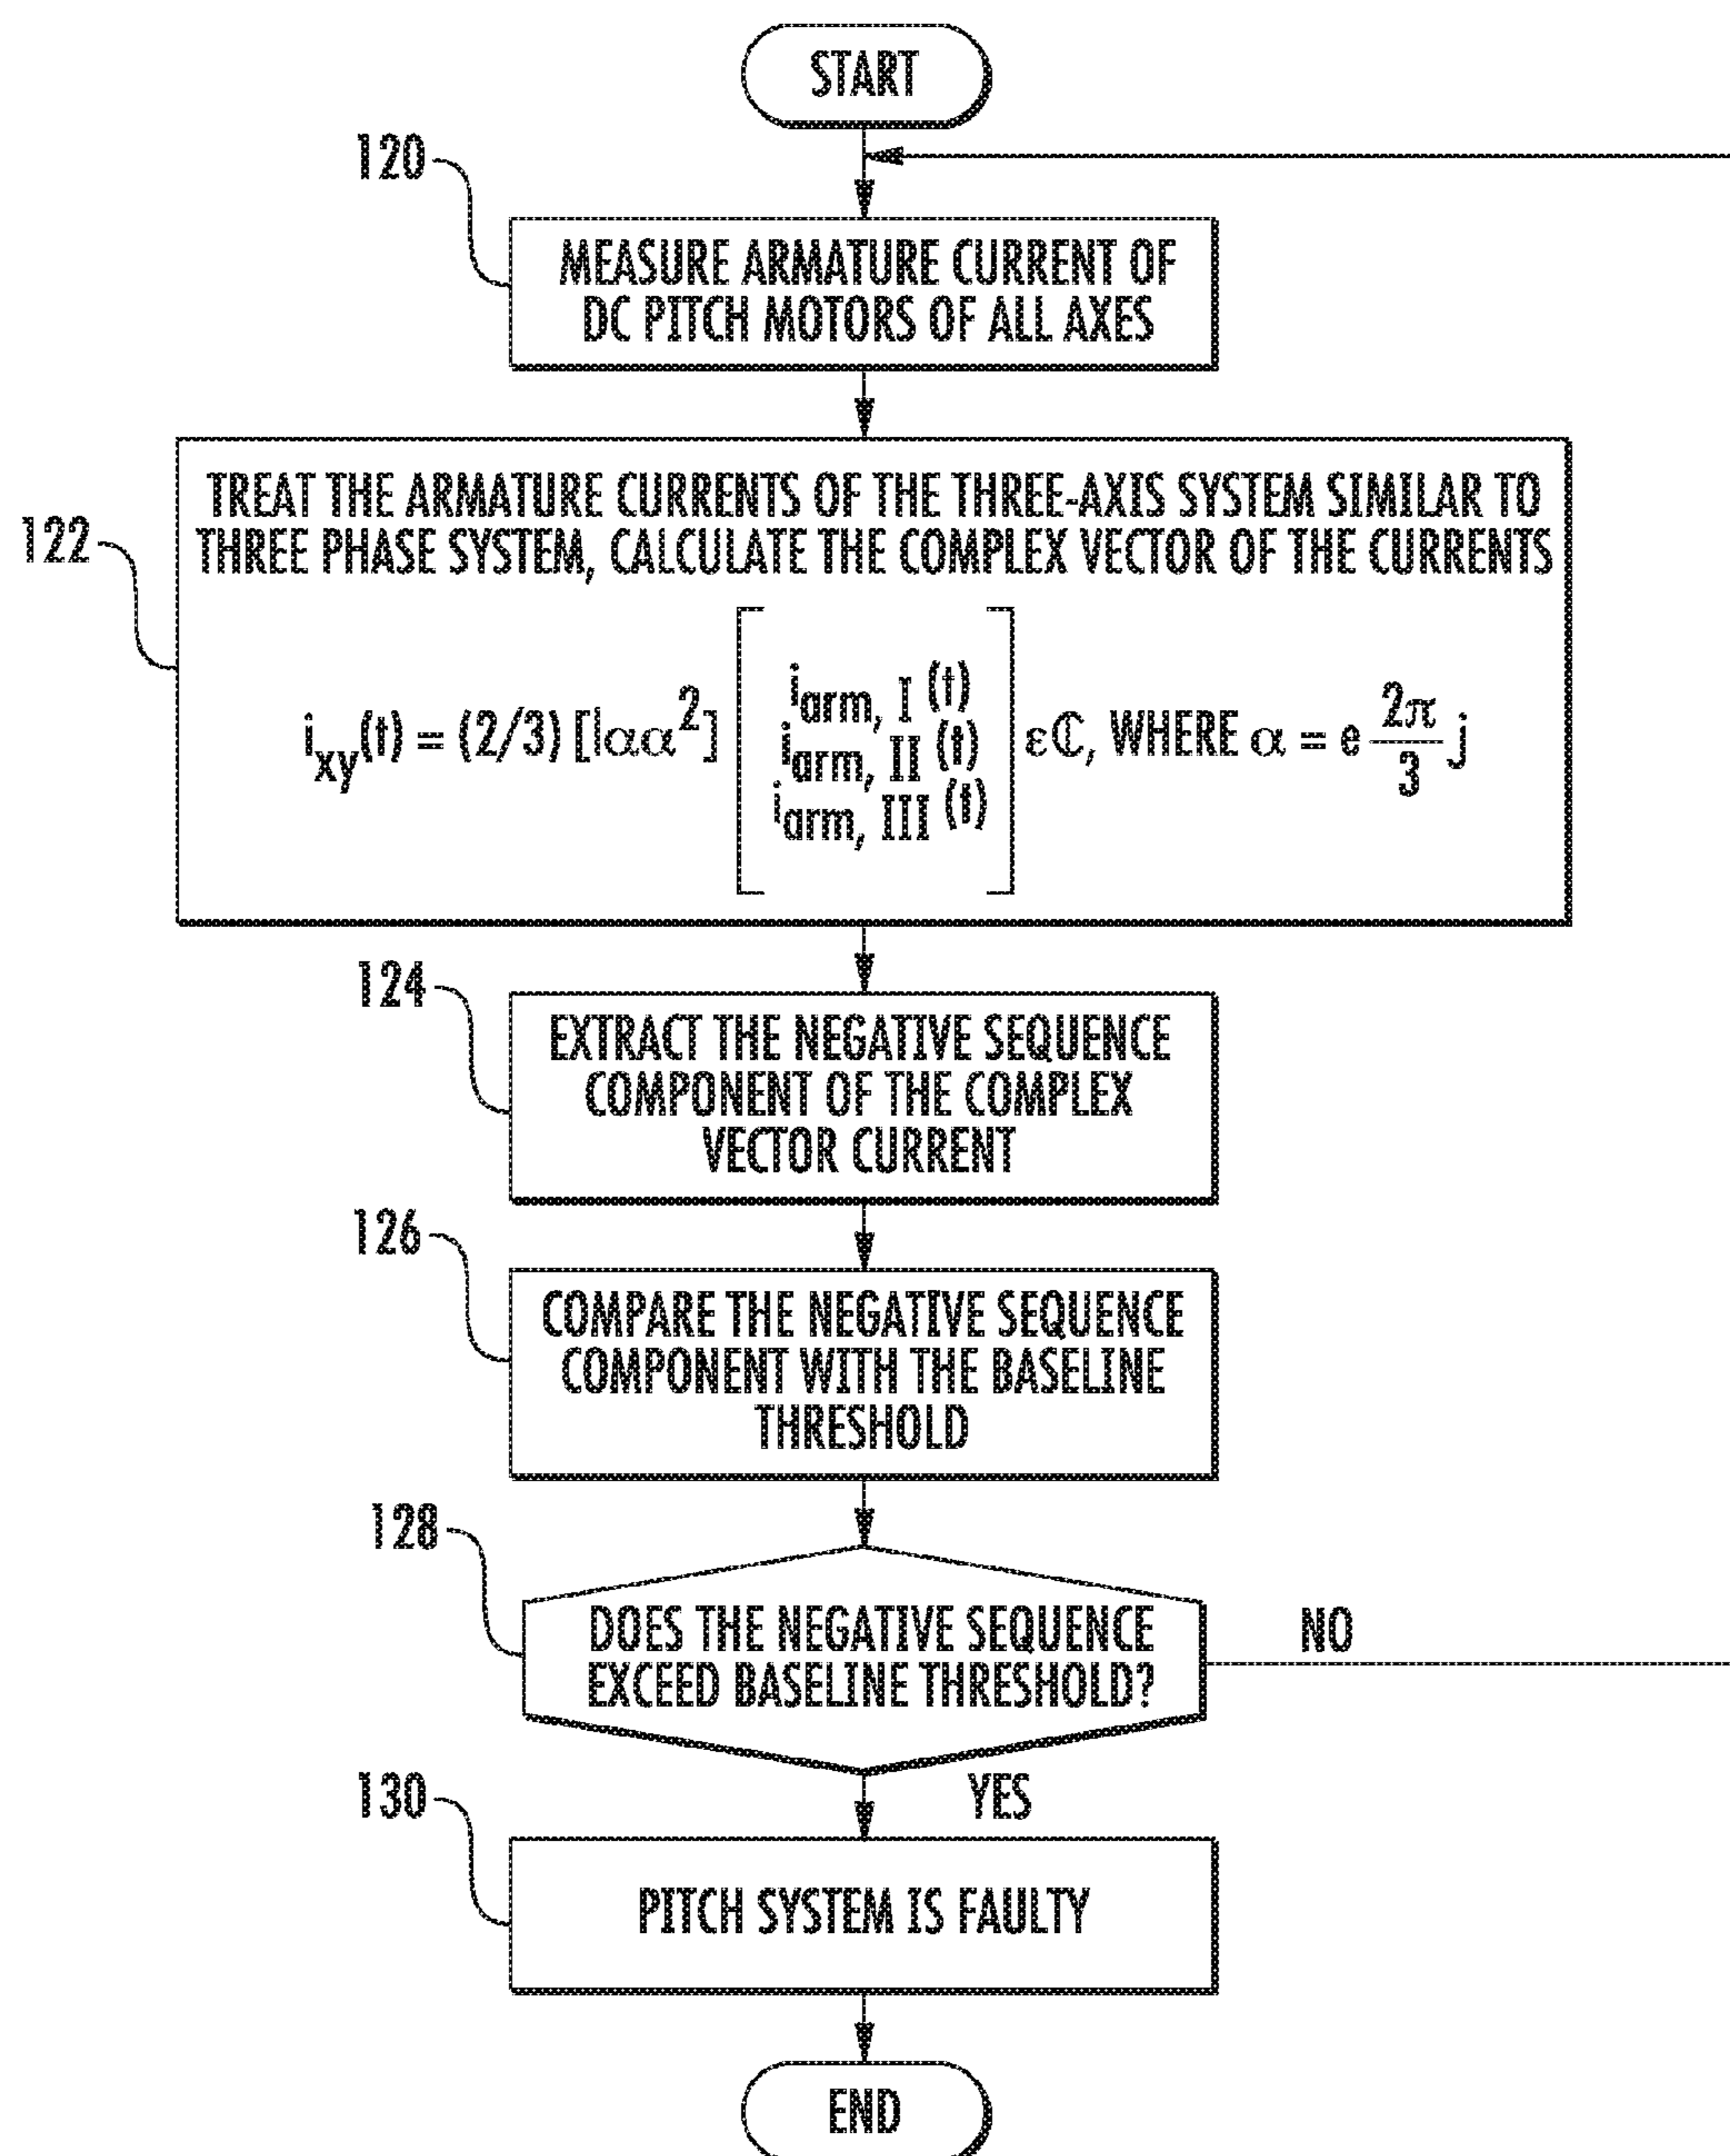 START
120
MEASURE ARMATURE CURRENT OF
DC PITCH MOTORS OF ALL AXES
122
TREAT THE ARMATURE CURRENTS OF THE THREE-AXIS SYSTEM SIMILAR TO
THREE PHASE SYSTEM, CALCULATE THE COMPLEX VECTOR OF THE CURRENTS
i_xy(t) = (2/3) [lαα²] [i_arm, I (t) i_arm, II (t) i_arm, III (t)] εℂ, WHERE α = e 2π/3 j
124
EXTRACT THE NEGATIVE SEQUENCE
COMPONENT OF THE COMPLEX
VECTOR CURRENT
126
COMPARE THE NEGATIVE SEQUENCE
COMPONENT WITH THE BASELINE
THRESHOLD
128
DOES THE NEGATIVE SEQUENCE
EXCEED BASELINE THRESHOLD?
NO
YES
130
PITCH SYSTEM IS FAULTY
END